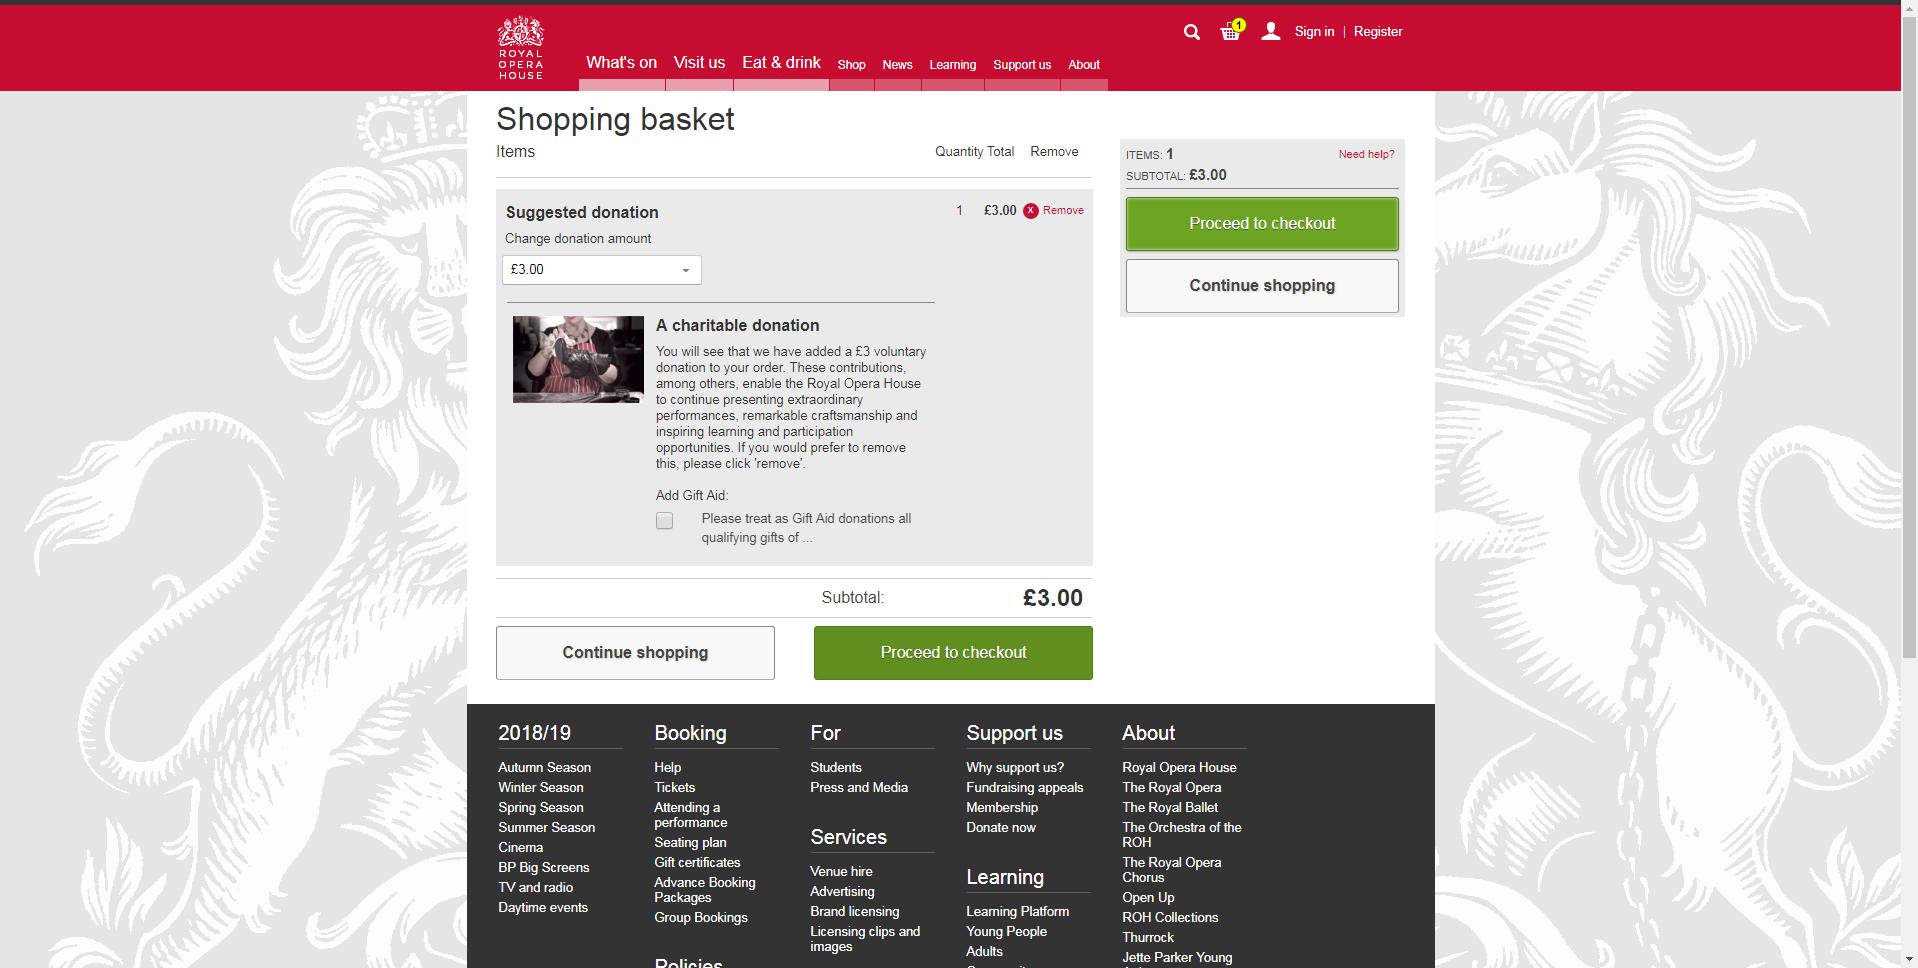 ROYAL
OPERA
HOUSE
What's on
Visit us
Eat & drink
Shop
News
Learning
Support us
About
1
Sign in | Register
Shopping basket
Items
Quantity Total
Remove
Suggested donation
1
£3.00
X Remove
Change donation amount
£3.00
A charitable donation
You will see that we have added a £3 voluntary
donation to your order. These contributions,
among others, enable the Royal Opera House
to continue presenting extraordinary
performances, remarkable craftsmanship and
inspiring learning and participation
opportunities. If you would prefer to remove
this, please click 'remove'.
Add Gift Aid:
Please treat as Gift Aid donations all
qualifying gifts of ...
Subtotal:
£3.00
Continue shopping
Proceed to checkout
ITEMS: 1
Need help?
SUBTOTAL: £3.00
Proceed to checkout
Continue shopping
2018/19
Autumn Season
Winter Season
Spring Season
Summer Season
Cinema
BP Big Screens
TV and radio
Daytime events
Booking
Help
Tickets
Attending a
performance
Seating plan
Gift certificates
Advance Booking
Packages
Group Bookings
Policies
For
Students
Press and Media
Services
Venue hire
Advertising
Brand licensing
Licensing clips and
images
Support us
Why support us?
Fundraising appeals
Membership
Donate now
Learning
Learning Platform
Young People
Adults
About
Royal Opera House
The Royal Opera
The Royal Ballet
The Orchestra of the
ROH
The Royal Opera
Chorus
Open Up
ROH Collections
Thurrock
Jette Parker Young